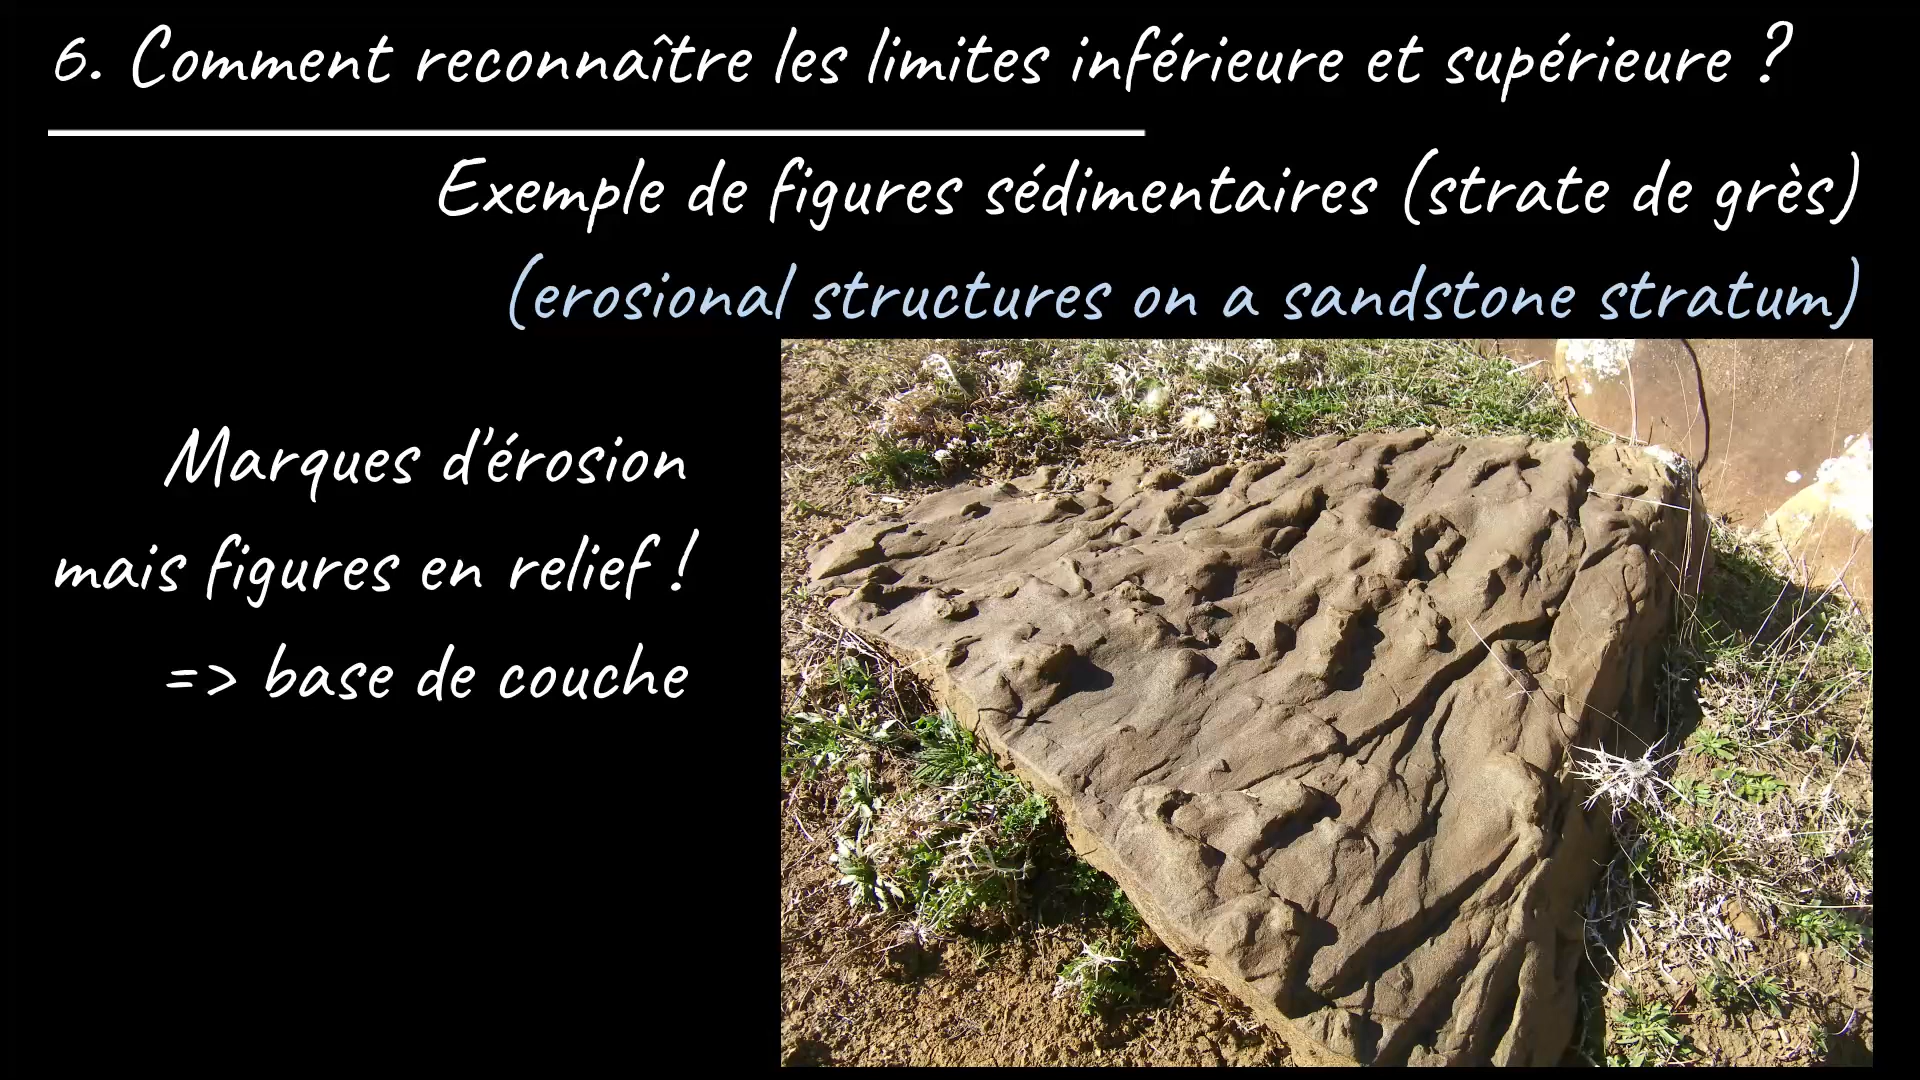 6. Comment reconnaître les limites inférieure et supérieure ?
Exemple de figures sédimentaires (strate de grès)
(erosional structures on a sandstone stratum)
Marques d'érosion
mais figures en relief !
=> base de couche